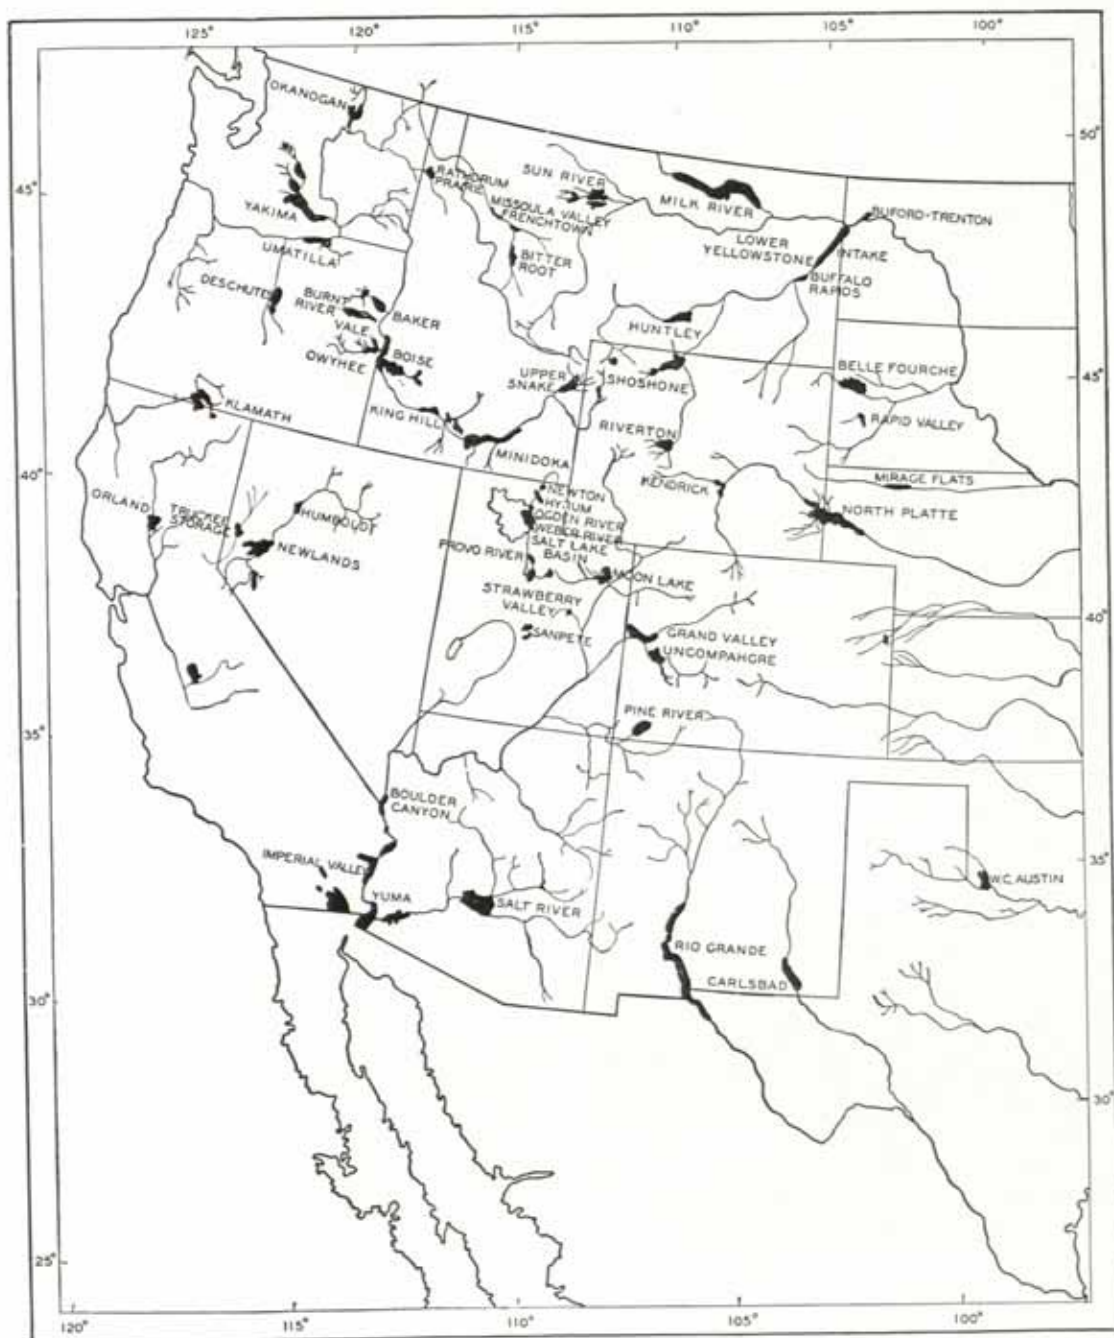 125°
120°
115°
110°
105°
100°
50°
45°
40°
35°
30°
25°
OKANOGAN
RATHDRUM
PRAIRIE
SUN RIVER
MISSOULA VALLEY
FRENCHTOWN
MILK RIVER
BUFORD-TRENTON
YAKIMA
UMATILLA
BITTER
ROOT
LOWER
YELLOWSTONE
INTAKE
BUFFALO
RAPIDS
DESCHUTES
BURNT
RIVER
BAKER
VALE
OWYHEE
BOISE
HUNTLEY
UPPER
SNAKE
SHOSHONE
BELLE FOURCHE
RAPID VALLEY
KLAMATH
KING HILL
MINIDOKA
RIVERTON
KENDRICK
MIRAGE FLATS
NORTH PLATTE
ORLAND
TRUCKEE
STORAGE
HUMBOLDT
NEWLANDS
NEWTON
HYRUM
OGDEN RIVER
WEBER RIVER
SALT LAKE
BASIN
PROVO RIVER
MOON LAKE
STRAWBERRY
VALLEY
SANPETE
GRAND VALLEY
UNCOMPAHGRE
PINE RIVER
BOULDER
CANYON
IMPERIAL VALLEY
YUMA
SALT RIVER
W.C. AUSTIN
RIO GRANDE
CARLSBAD
45°
40°
35°
30°
25°
120°
115°
110°
105°
100°